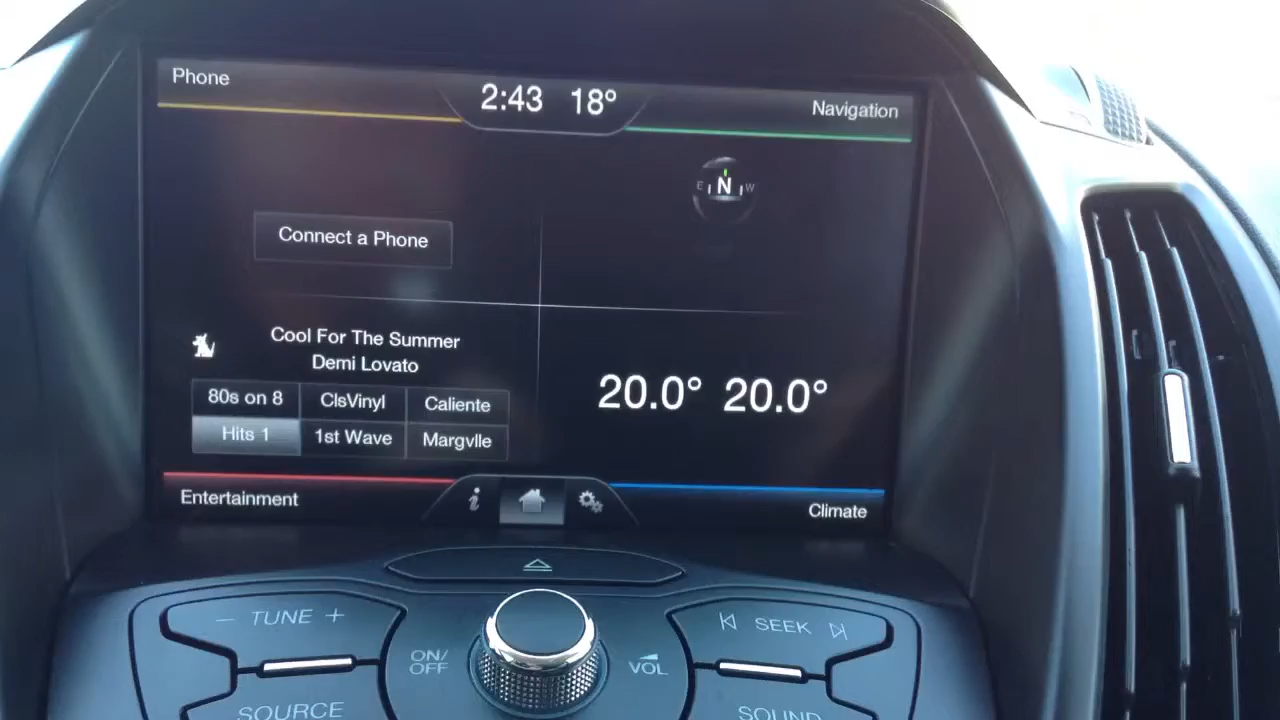 Phone
2:43 18°
Navigation
E N W
Connect a Phone
Cool For The Summer
Demi Lovato
80s on 8 ClsVinyl Caliente
Hits 1 1st Wave Margvlle
20.0° 20.0°
Entertainment
i
Climate
– TUNE +
SEEK
ON/
OFF
VOL
SOURCE
SOUND